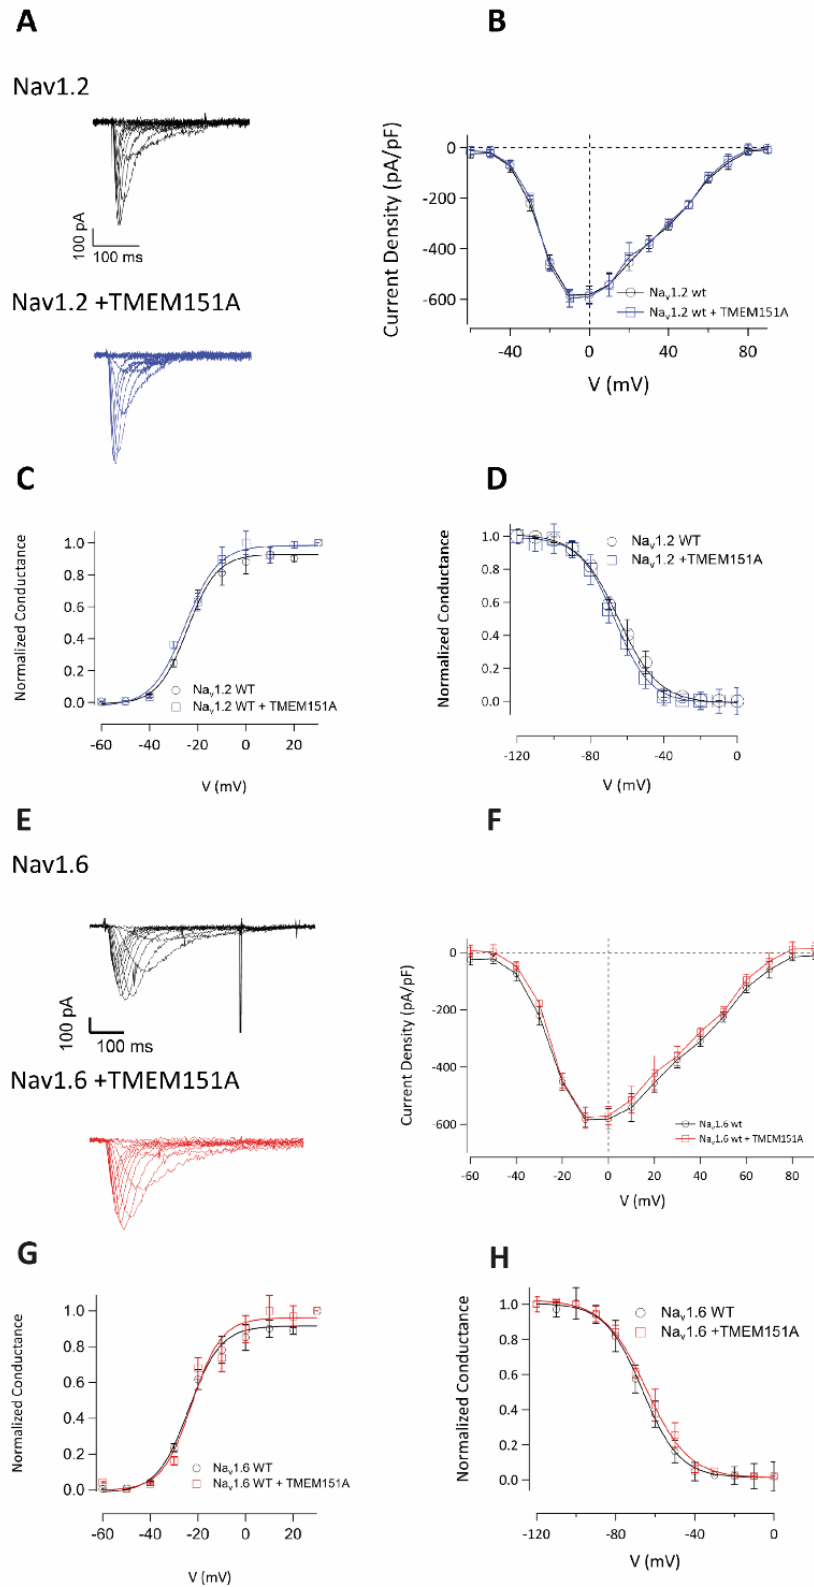 A
Nav1.2
100 pA
100 ms
Nav1.2 +TMEM151A
B
Current Density (pA/pF)
0
-200
-400
-600
Nav1.2 wt
Nav1.2 wt + TMEM151A
-40 0 40 80
V (mV)
C
Normalized Conductance
1.0
0.8
0.6
0.4
0.2
0.0
Nav1.2 WT
Nav1.2 WT + TMEM151A
-60 -40 -20 0 20
V (mV)
D
Normalized Conductance
1.0
0.8
0.6
0.4
0.2
0.0
Nav1.2 WT
Nav1.2 +TMEM151A
-120 -80 -40 0
V (mV)
E
Nav1.6
100 pA
100 ms
Nav1.6 +TMEM151A
F
Current Density (pA/pF)
0
-200
-400
-600
Nav1.6 wt
Nav1.6 wt + TMEM151A
-60 -40 -20 0 20 40 60 80
V (mV)
G
Normalized Conductance
1.0
0.8
0.6
0.4
0.2
0.0
Nav1.6 WT
Nav1.6 WT + TMEM151A
-60 -40 -20 0 20
V (mV)
H
Normalized Conductance
1.0
0.8
0.6
0.4
0.2
0.0
Nav1.6 WT
Nav1.6 +TMEM151A
-120 -80 -40 0
V (mV)